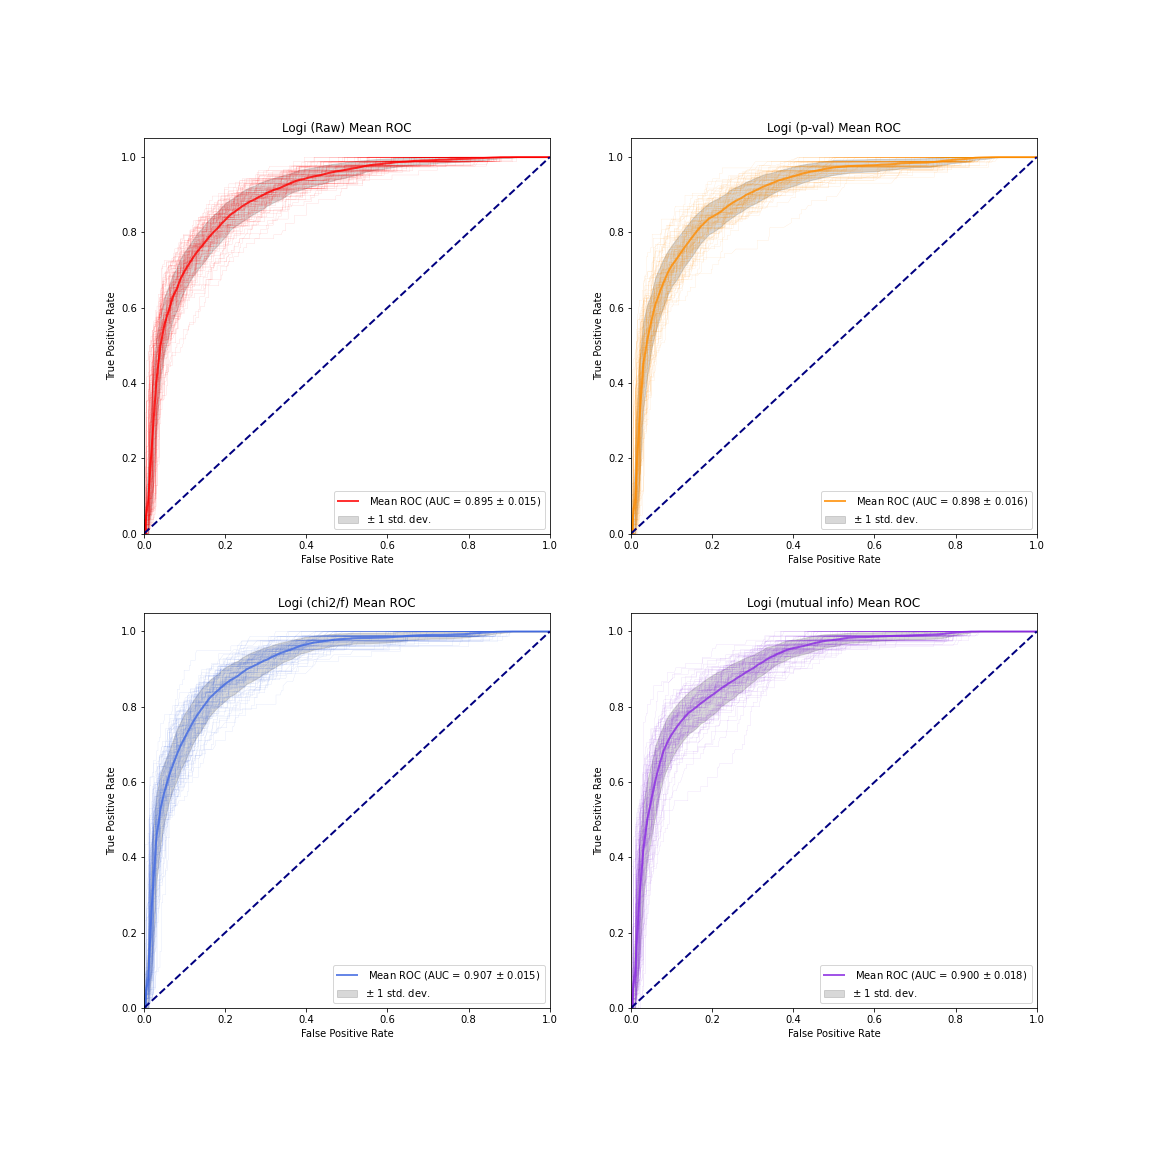 Logi (Raw) Mean ROC
True Positive Rate
1.0
0.8
0.6
0.4
0.2
0.0
Mean ROC (AUC = 0.895 ± 0.015)
± 1 std. dev.
0.0 0.2 0.4 0.6 0.8 1.0
False Positive Rate
Logi (p-val) Mean ROC
True Positive Rate
1.0
0.8
0.6
0.4
0.2
0.0
Mean ROC (AUC = 0.898 ± 0.016)
± 1 std. dev.
0.0 0.2 0.4 0.6 0.8 1.0
False Positive Rate
Logi (chi2/f) Mean ROC
True Positive Rate
1.0
0.8
0.6
0.4
0.2
0.0
Mean ROC (AUC = 0.907 ± 0.015)
± 1 std. dev.
0.0 0.2 0.4 0.6 0.8 1.0
False Positive Rate
Logi (mutual info) Mean ROC
True Positive Rate
1.0
0.8
0.6
0.4
0.2
0.0
Mean ROC (AUC = 0.900 ± 0.018)
± 1 std. dev.
0.0 0.2 0.4 0.6 0.8 1.0
False Positive Rate